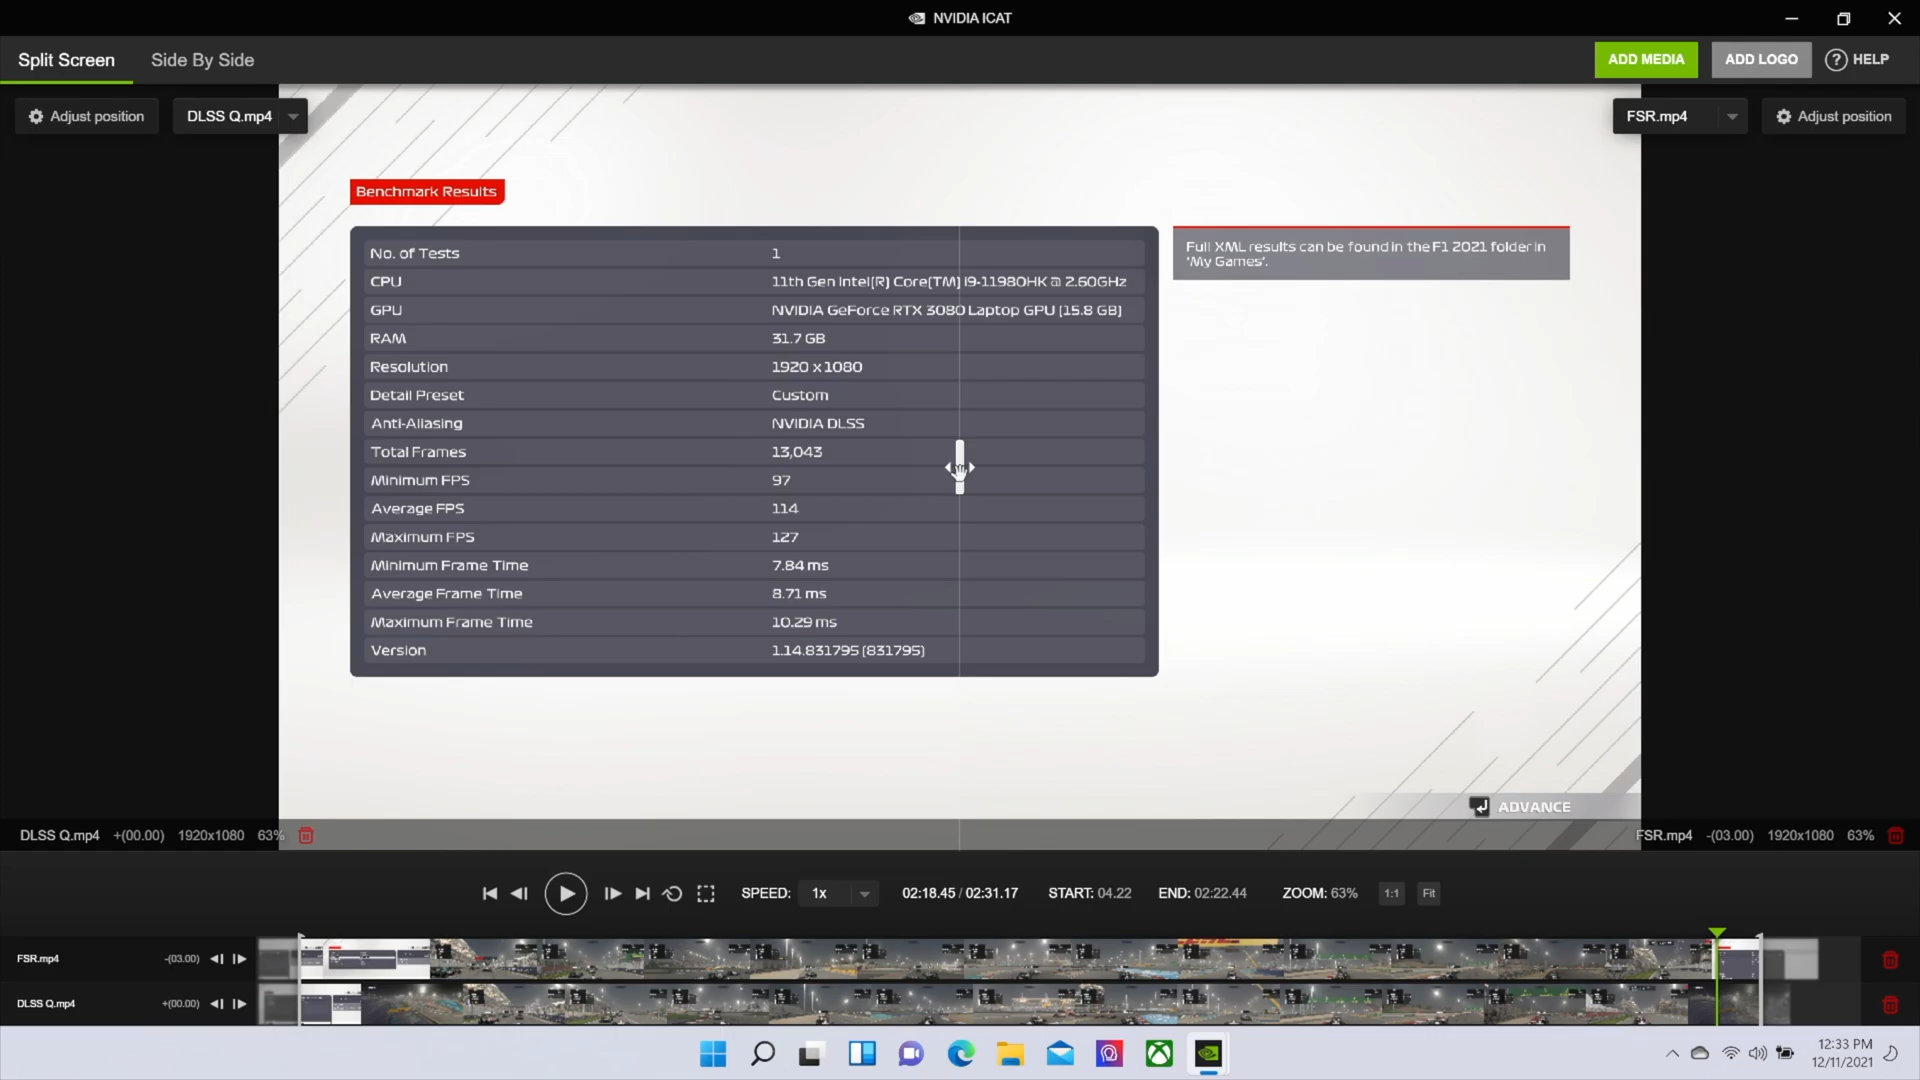 NVIDIA ICAT
Split Screen Side By Side ADD MEDIA ADD LOGO ? HELP
Adjust position DLSS Q.mp4 FSR.mp4 Adjust position
Benchmark Results
No. of Tests 1
CPU 11th Gen Intel(R) Core(TM) i9-11980HK @ 2.60GHz
GPU NVIDIA GeForce RTX 3080 Laptop GPU (15.8 GB)
RAM 31.7 GB
Resolution 1920 x 1080
Detail Preset Custom
Anti-Aliasing NVIDIA DLSS
Total Frames 13,043
Minimum FPS 97
Average FPS 114
Maximum FPS 127
Minimum Frame Time 7.84 ms
Average Frame Time 8.71 ms
Maximum Frame Time 10.29 ms
Version 1.14.831795 (831795)
Full XML results can be found in the F1 2021 folder in
'My Games'.
ADVANCE
DLSS Q.mp4 +(00.00) 1920x1080 63% FSR.mp4 -(03.00) 1920x1080 63%
SPEED: 1x 02:18.45 / 02:31.17 START: 04.22 END: 02:22.44 ZOOM: 63% 1:1 Fit
FSR.mp4 -(03.00)
DLSS Q.mp4 +(00.00)
12:33 PM
12/11/2021